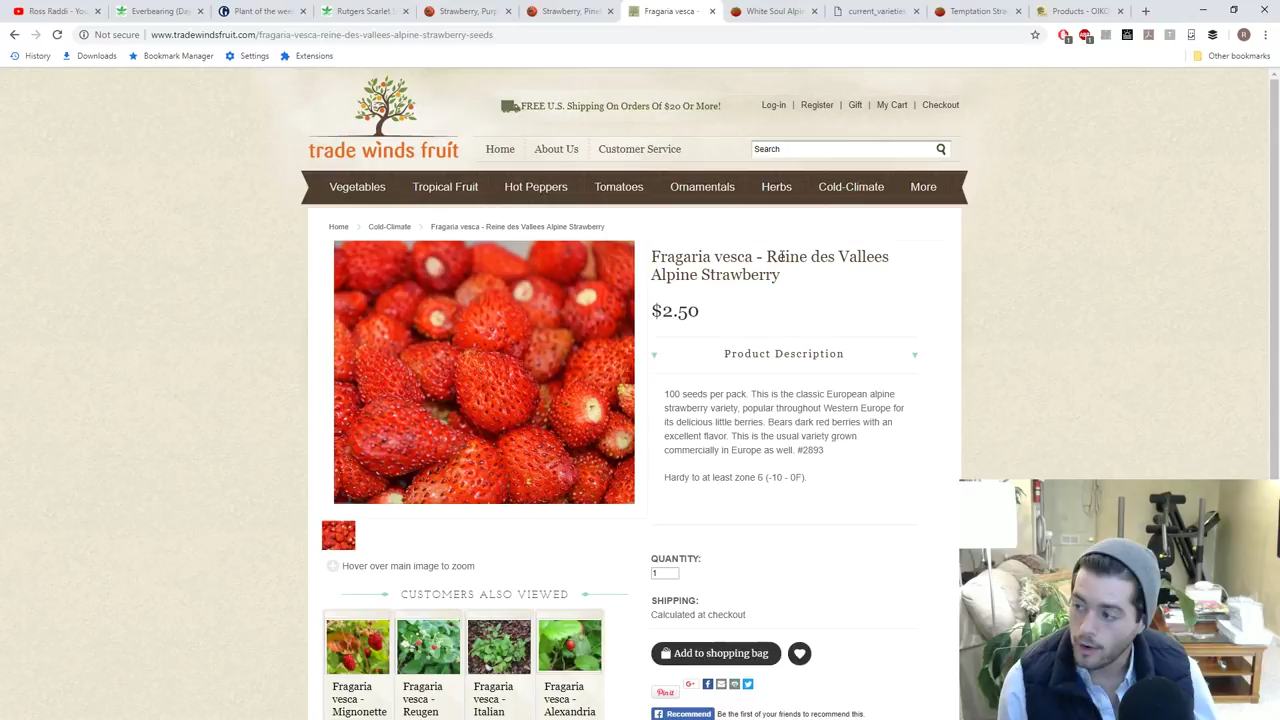 Ross Raddi - YouTu
Everbearing (Day
Plant of the week
Rutgers Scarlet S
Strawberry, Purp
Strawberry, Pinek
Fragaria vesca -
White Soul Alpin
current_varieties
Temptation Stra
Products - OIKO
Not secure
www.tradewindsfruit.com/fragaria-vesca-reine-des-vallees-alpine-strawberry-seeds
History Downloads Bookmark Manager Settings Extensions Other bookmarks
FREE U.S. Shipping On Orders Of $20 Or More!
Log-in | Register | Gift | My Cart | Checkout
trade winds fruit
Home About Us Customer Service
Search
Vegetables Tropical Fruit Hot Peppers Tomatoes Ornamentals Herbs Cold-Climate More
Home Cold-Climate Fragaria vesca - Reine des Vallees Alpine Strawberry
Fragaria vesca - Reine des Vallees
Alpine Strawberry
$2.50
Product Description
100 seeds per pack. This is the classic European alpine
strawberry variety, popular throughout Western Europe for
its delicious little berries. Bears dark red berries with an
excellent flavor. This is the usual variety grown
commercially in Europe as well. #2893
Hardy to at least zone 6 (-10 - 0F).
QUANTITY:
1
SHIPPING:
Calculated at checkout
Add to shopping bag
G+
Pin it
Recommend Be the first of your friends to recommend this.
Hover over main image to zoom
CUSTOMERS ALSO VIEWED
Fragaria
vesca -
Mignonette
Fragaria
vesca -
Reugen
Fragaria
vesca -
Italian
Fragaria
vesca -
Alexandria